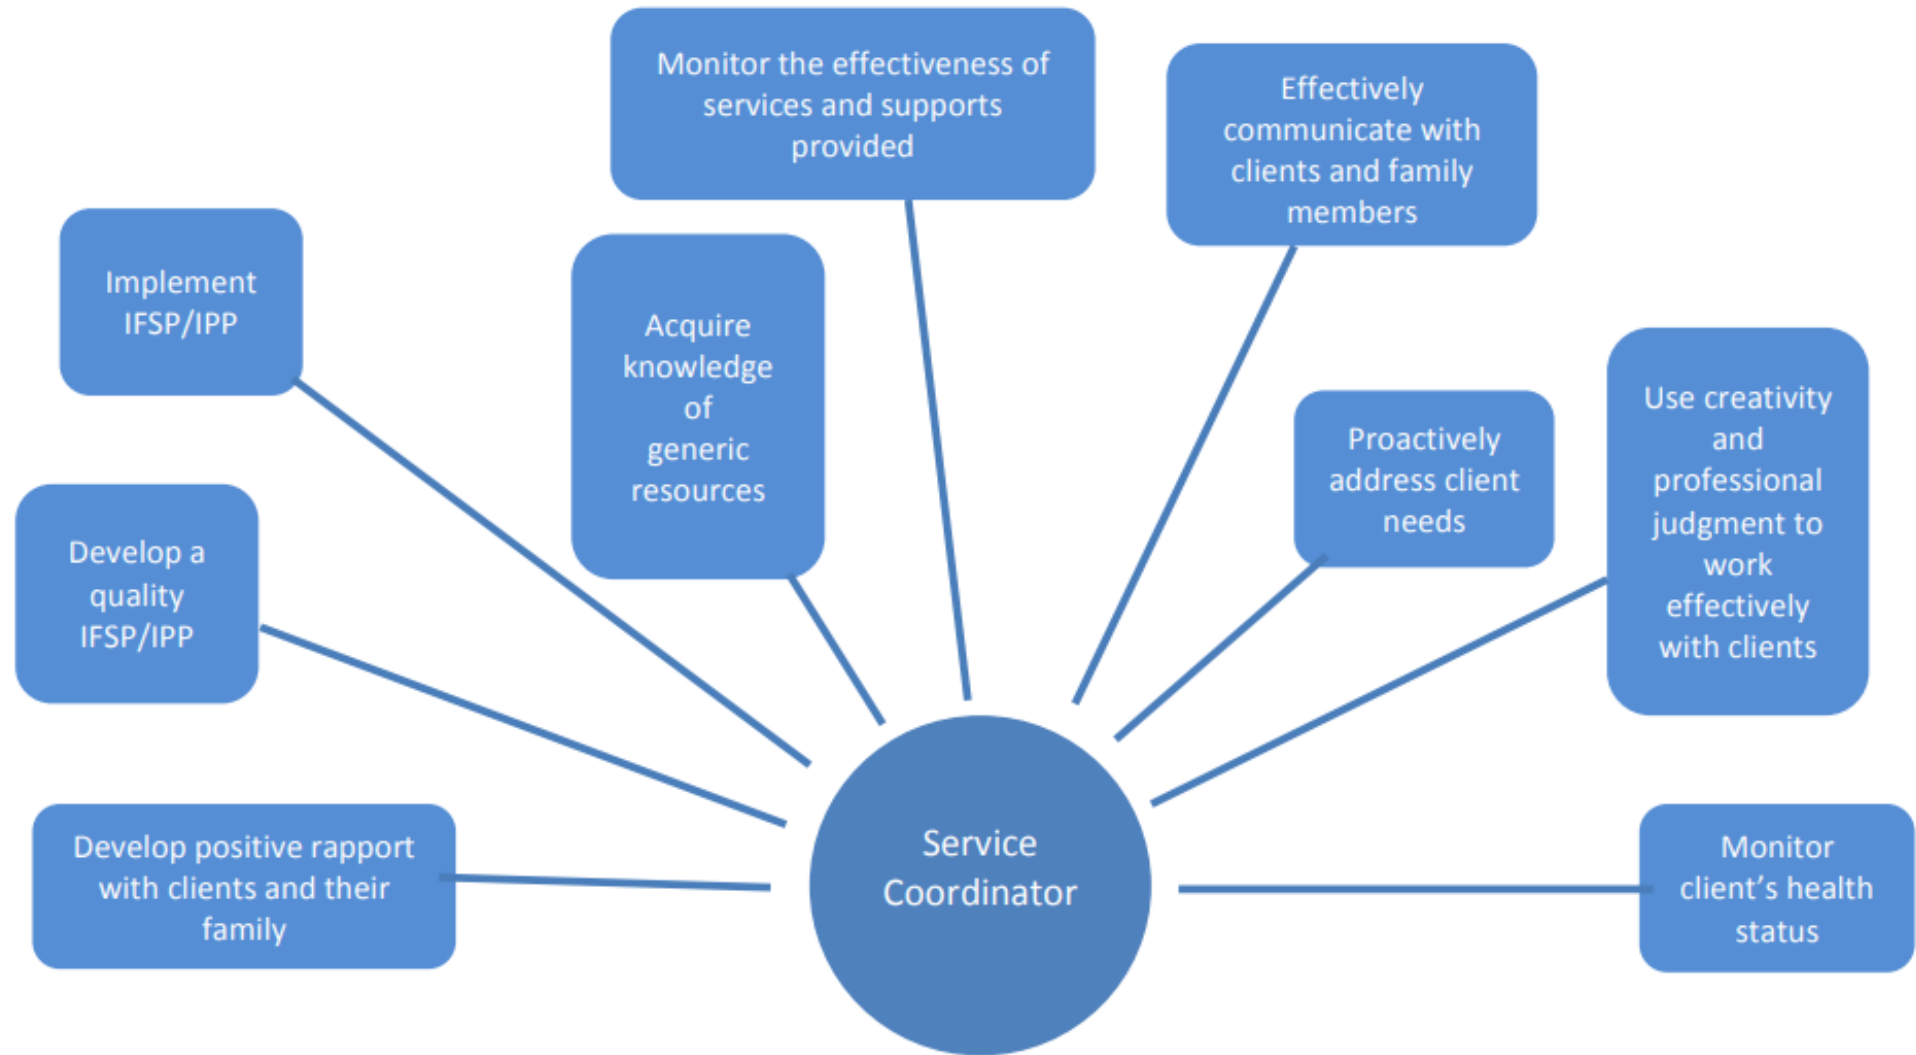 Monitor the effectiveness of
services and supports
provided
Effectively
communicate with
clients and family
members
Implement
IFSP/IPP
Acquire
knowledge
of
generic
resources
Proactively
address client
needs
Use creativity
and
professional
judgment to
work
effectively
with clients
Develop a
quality
IFSP/IPP
Develop positive rapport
with clients and their
family
Service
Coordinator
Monitor
client’s health
status